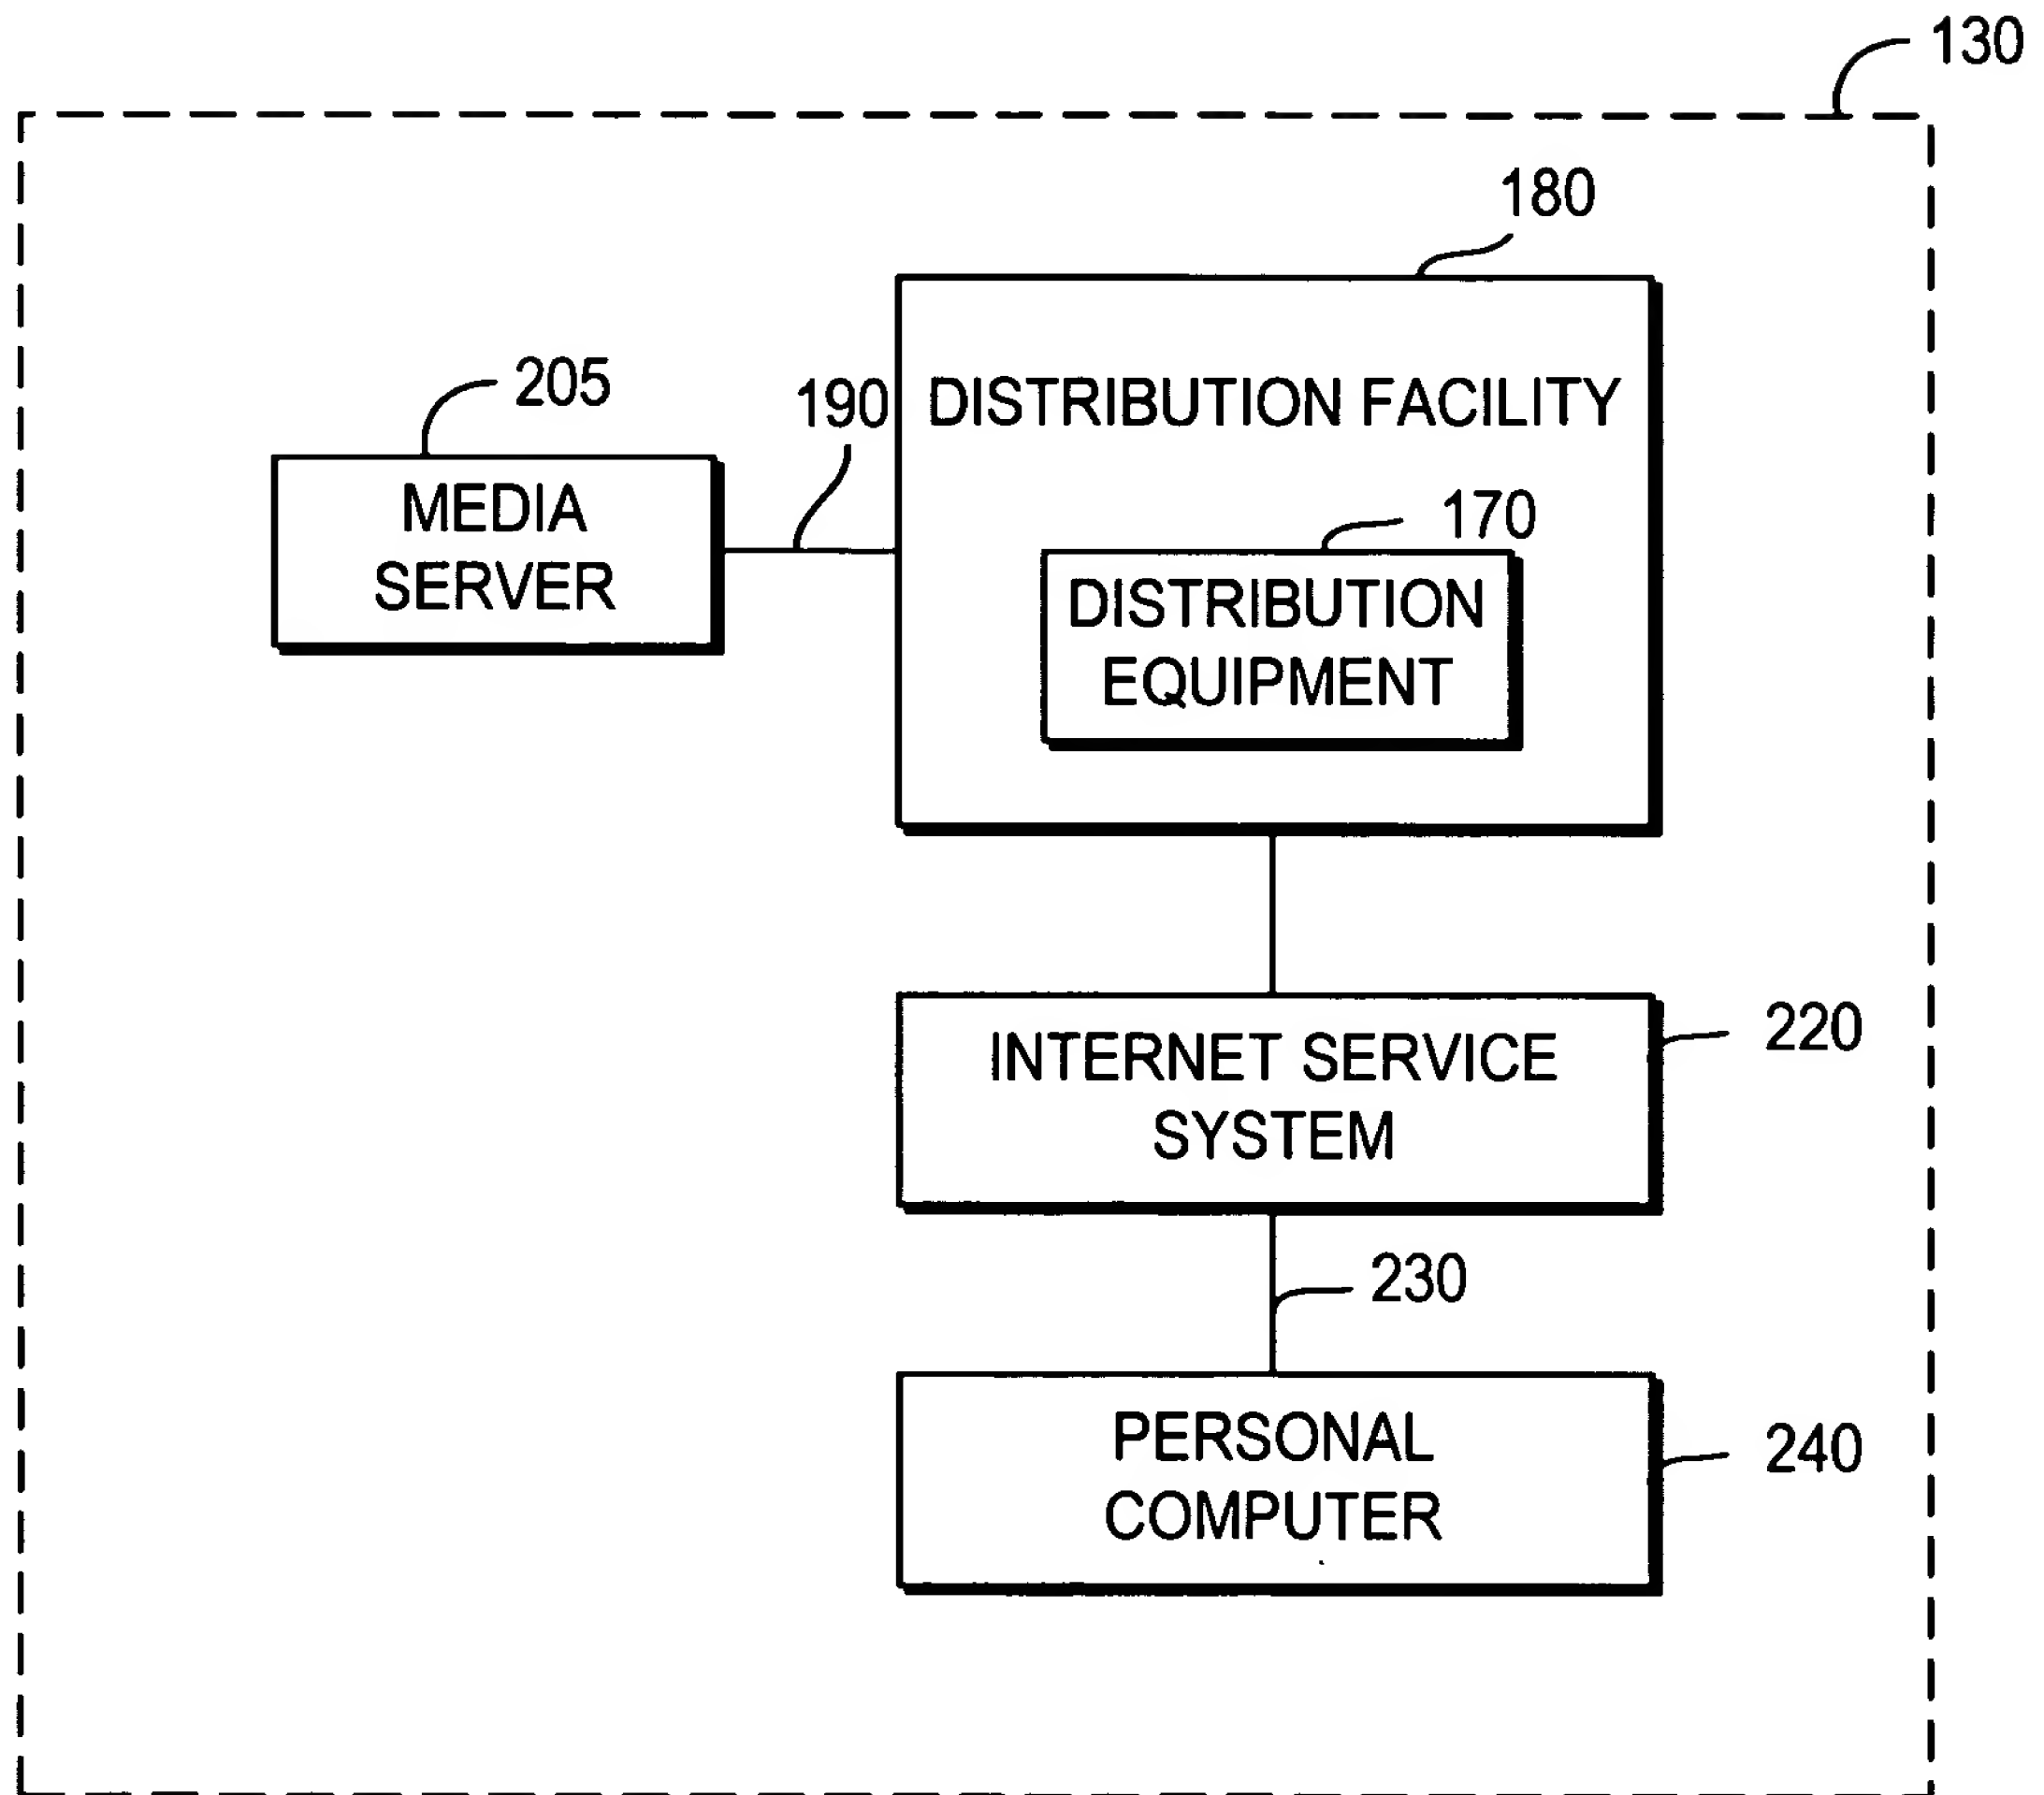 130
180
205
190
DISTRIBUTION FACILITY
MEDIA
SERVER
170
DISTRIBUTION
EQUIPMENT
220
INTERNET SERVICE
SYSTEM
230
PERSONAL
COMPUTER
240